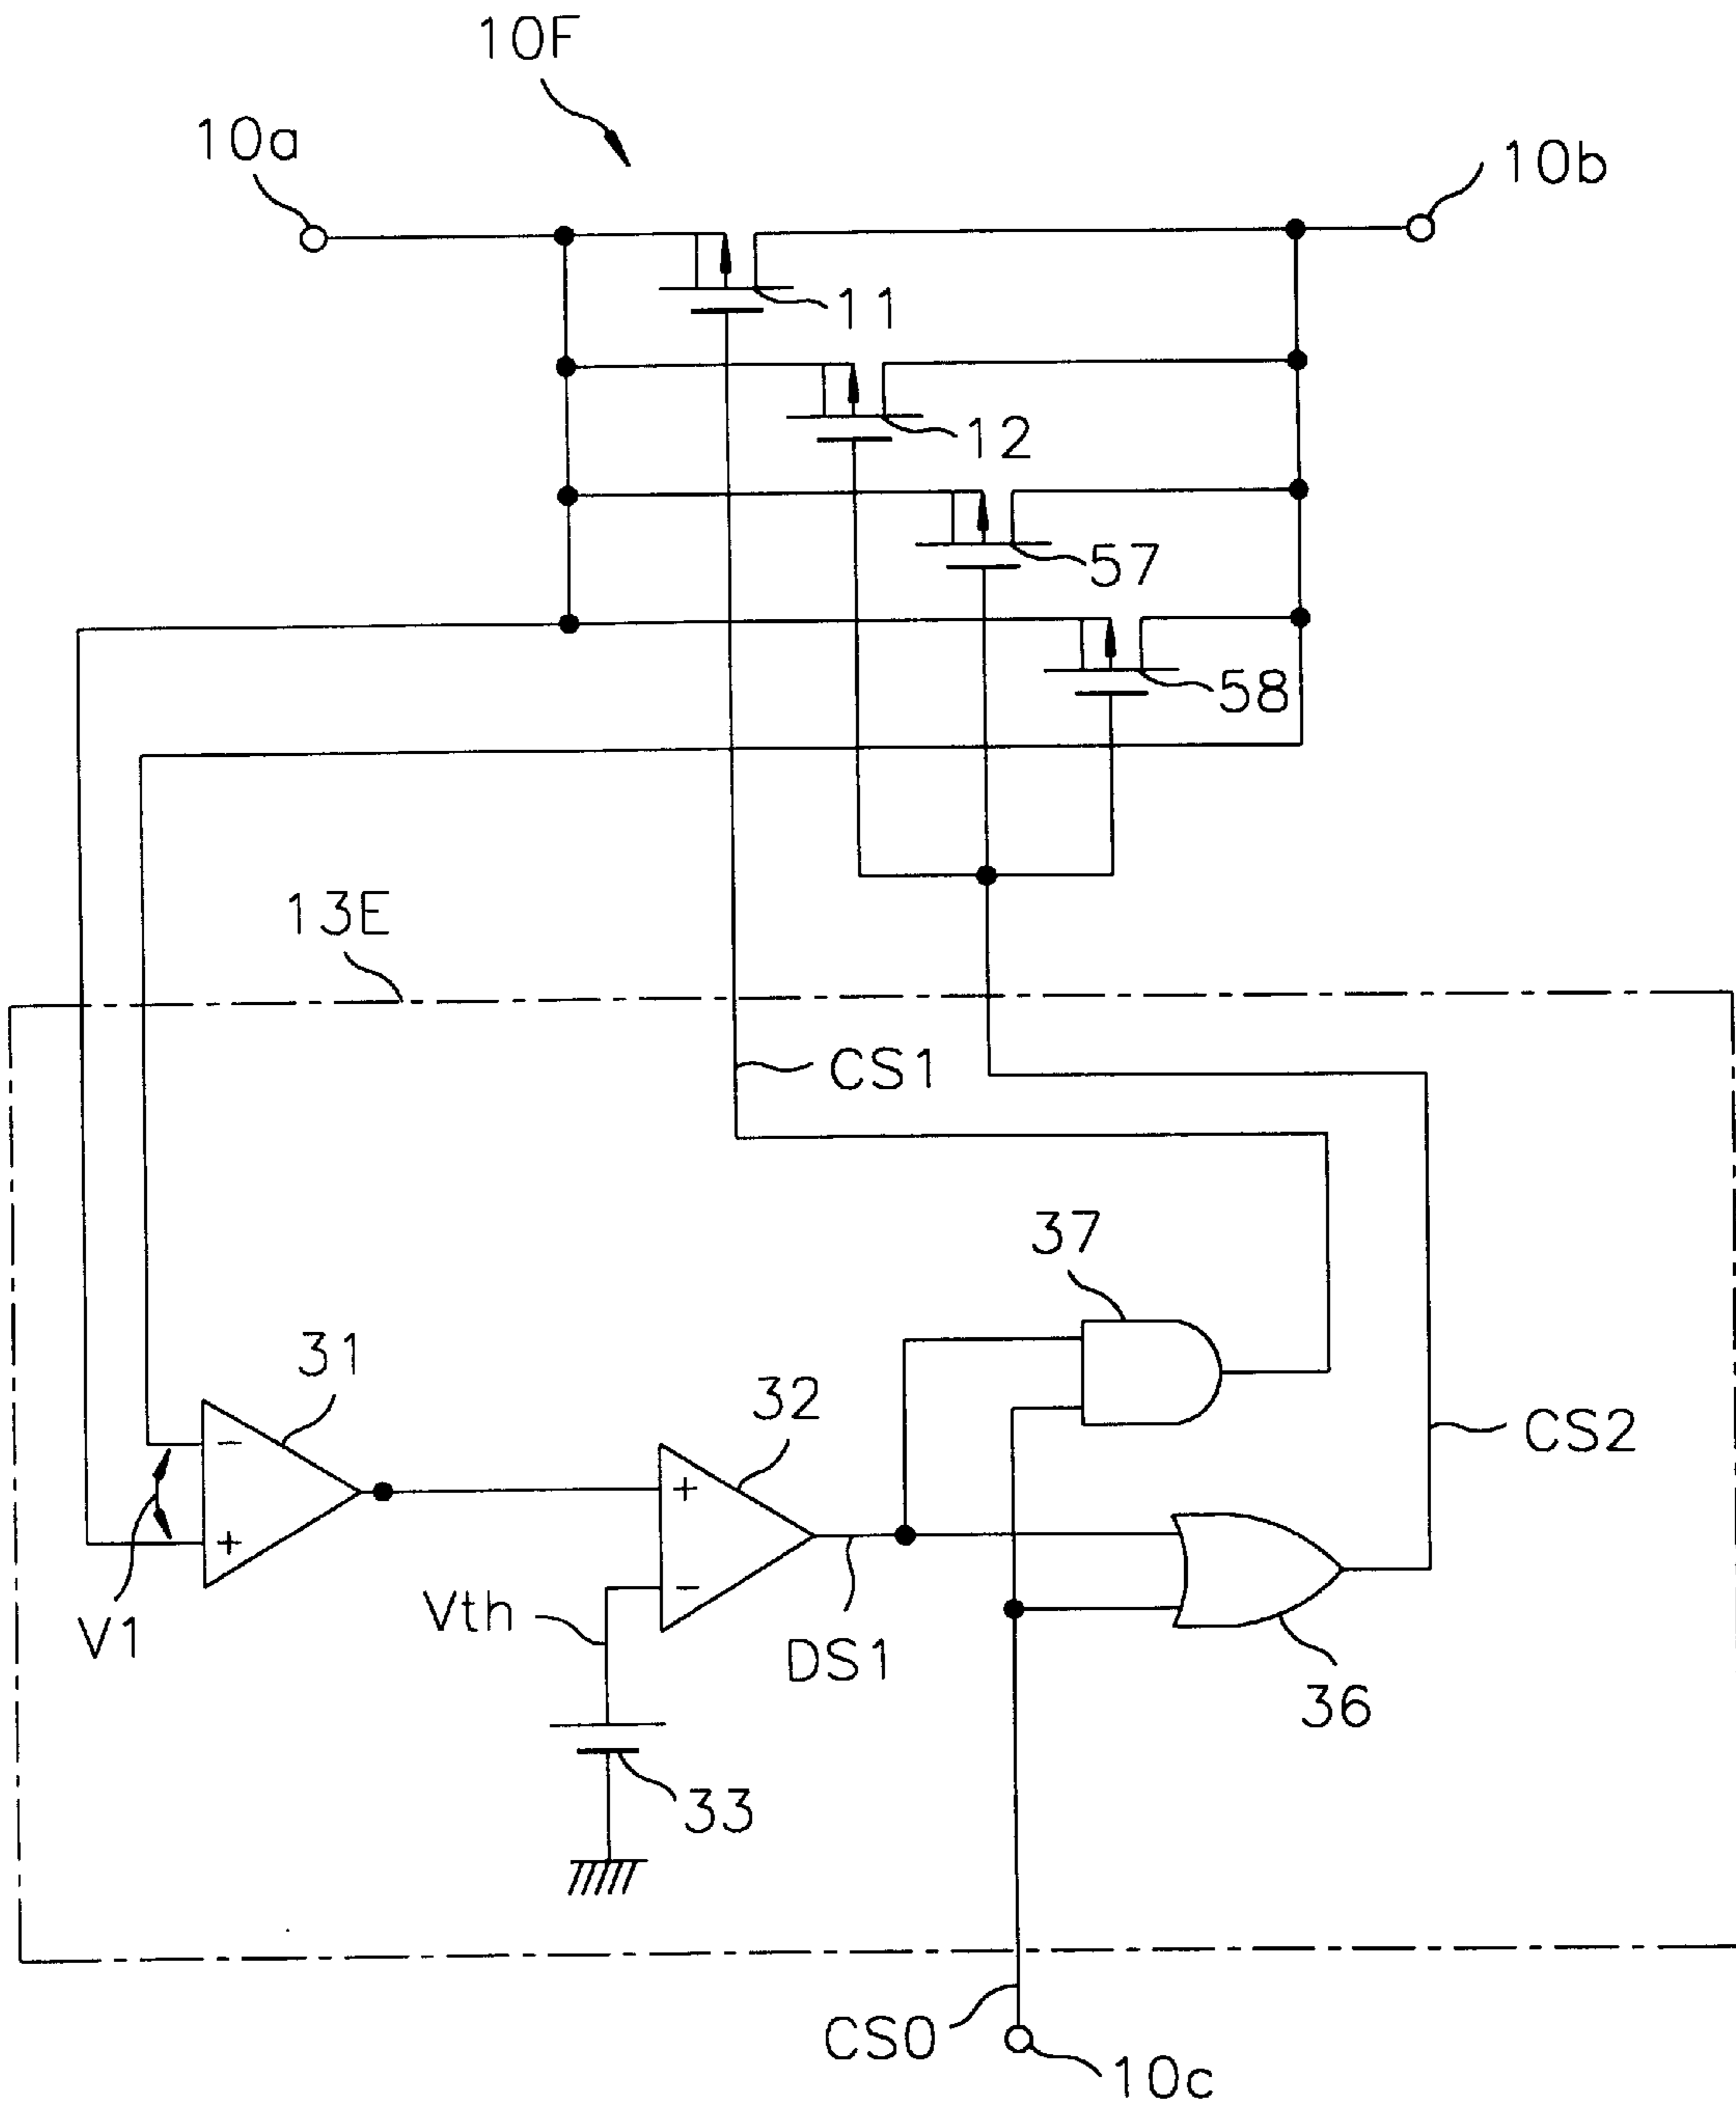 10F
10a
10b
11
12
57
58
13E
CS1
37
31
32
CS2
-
+
+
-
Vth
V1
DS1
36
33
CS0
10c